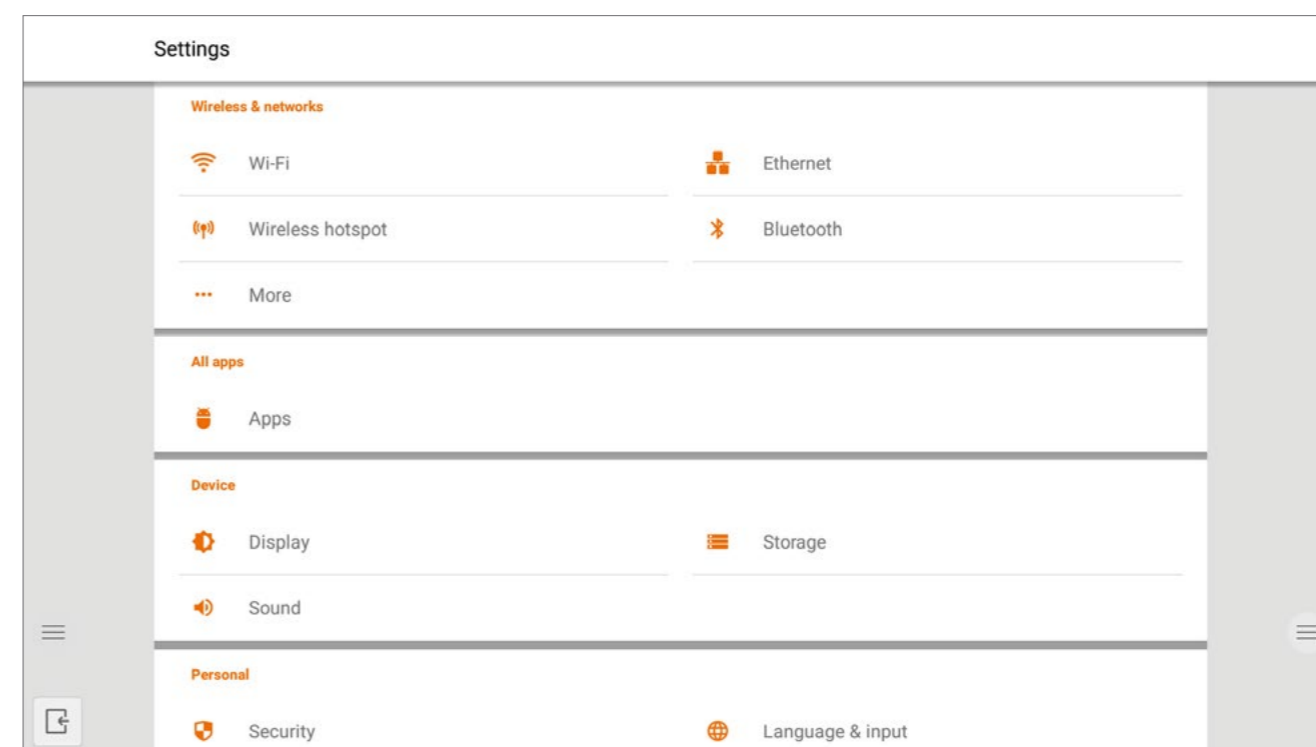 Settings
Wireless & networks
Wi-Fi
Ethernet
Wireless hotspot
Bluetooth
More
All apps
Apps
Device
Display
Storage
Sound
Personal
Security
Language & input